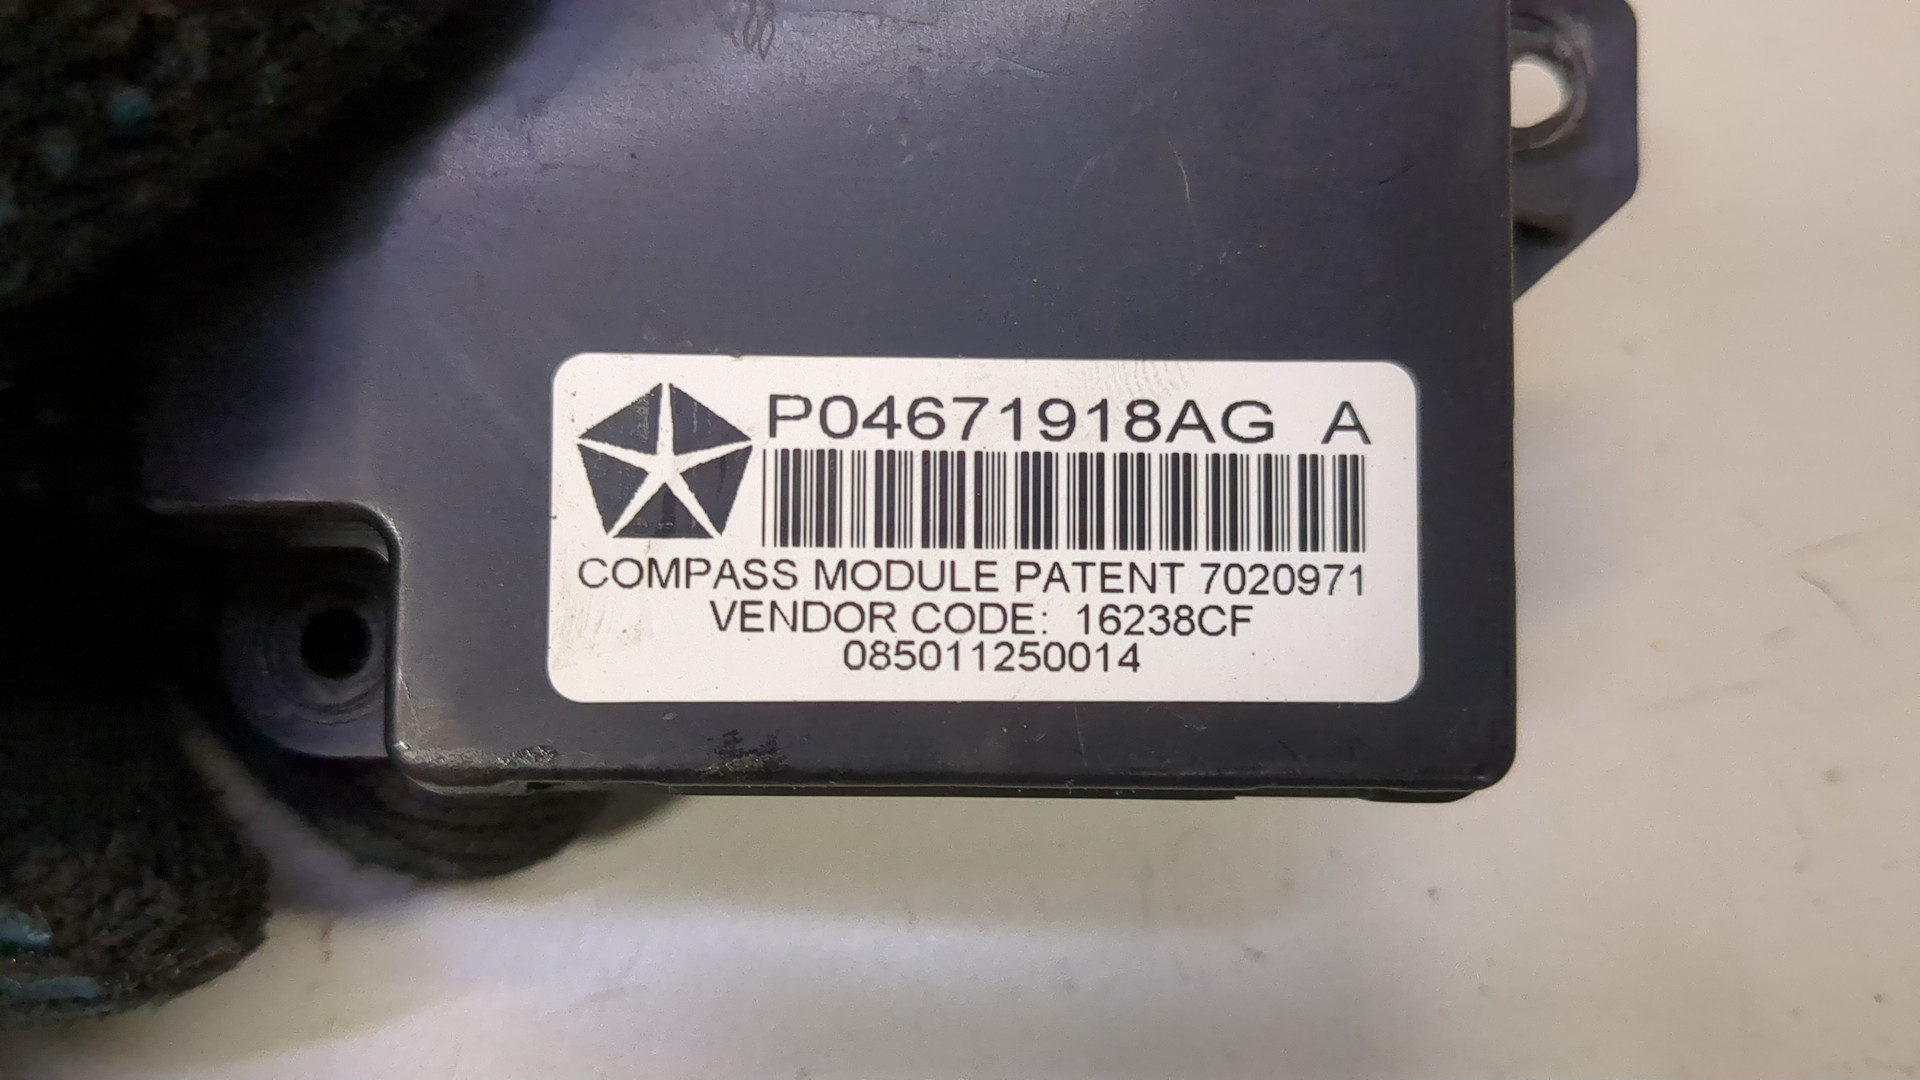 P04671918AG A
COMPASS MODULE PATENT 7020971
VENDOR CODE: 16238CF
085011250014